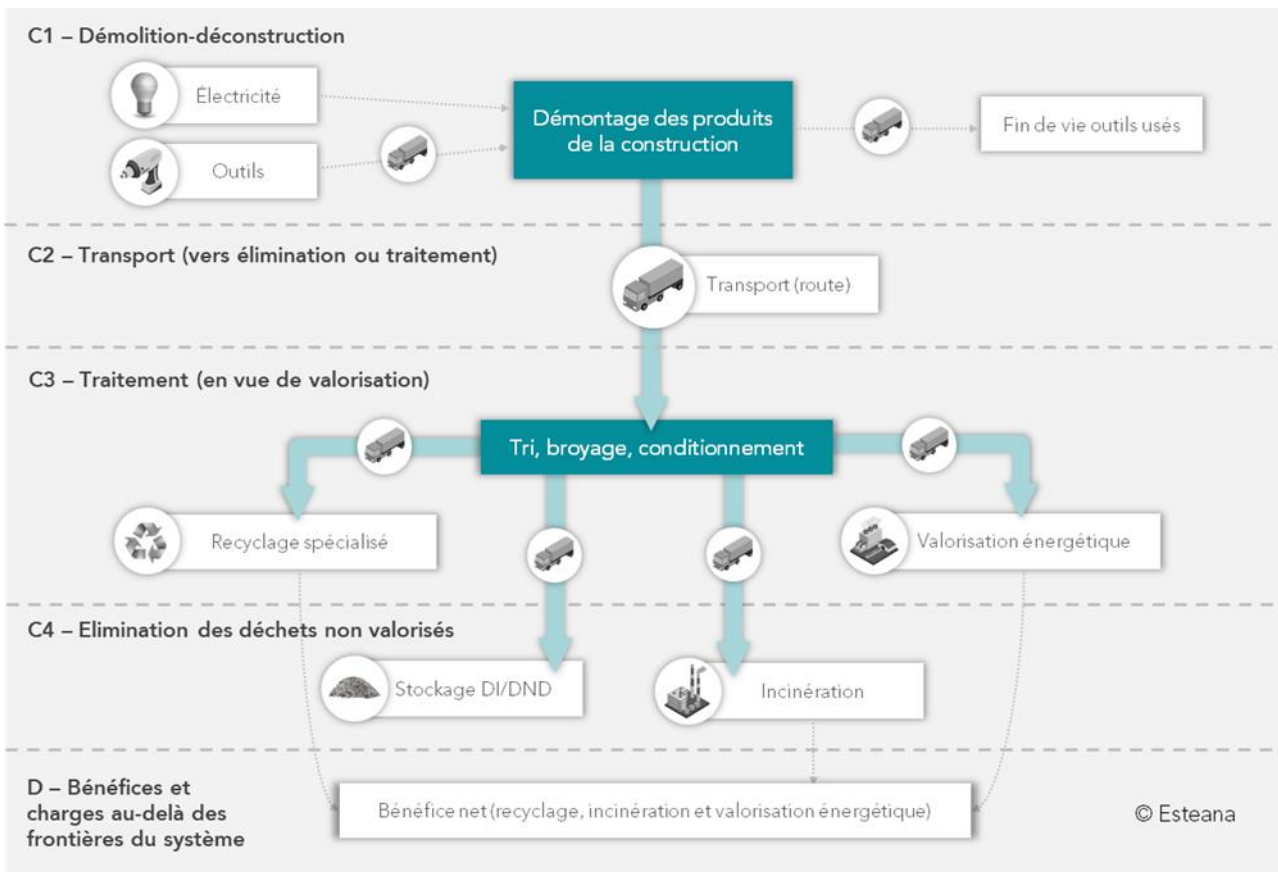 C1 – Démolition-déconstruction
Électricité
Outils
Démontage des produits
de la construction
Fin de vie outils usés
C2 – Transport (vers élimination ou traitement)
Transport (route)
C3 – Traitement (en vue de valorisation)
Tri, broyage, conditionnement
Recyclage spécialisé
Valorisation énergétique
C4 – Elimination des déchets non valorisés
Stockage DI/DND
Incinération
D – Bénéfices et
charges au-delà des
frontières du système
Bénéfice net (recyclage, incinération et valorisation énergétique)
© Esteana